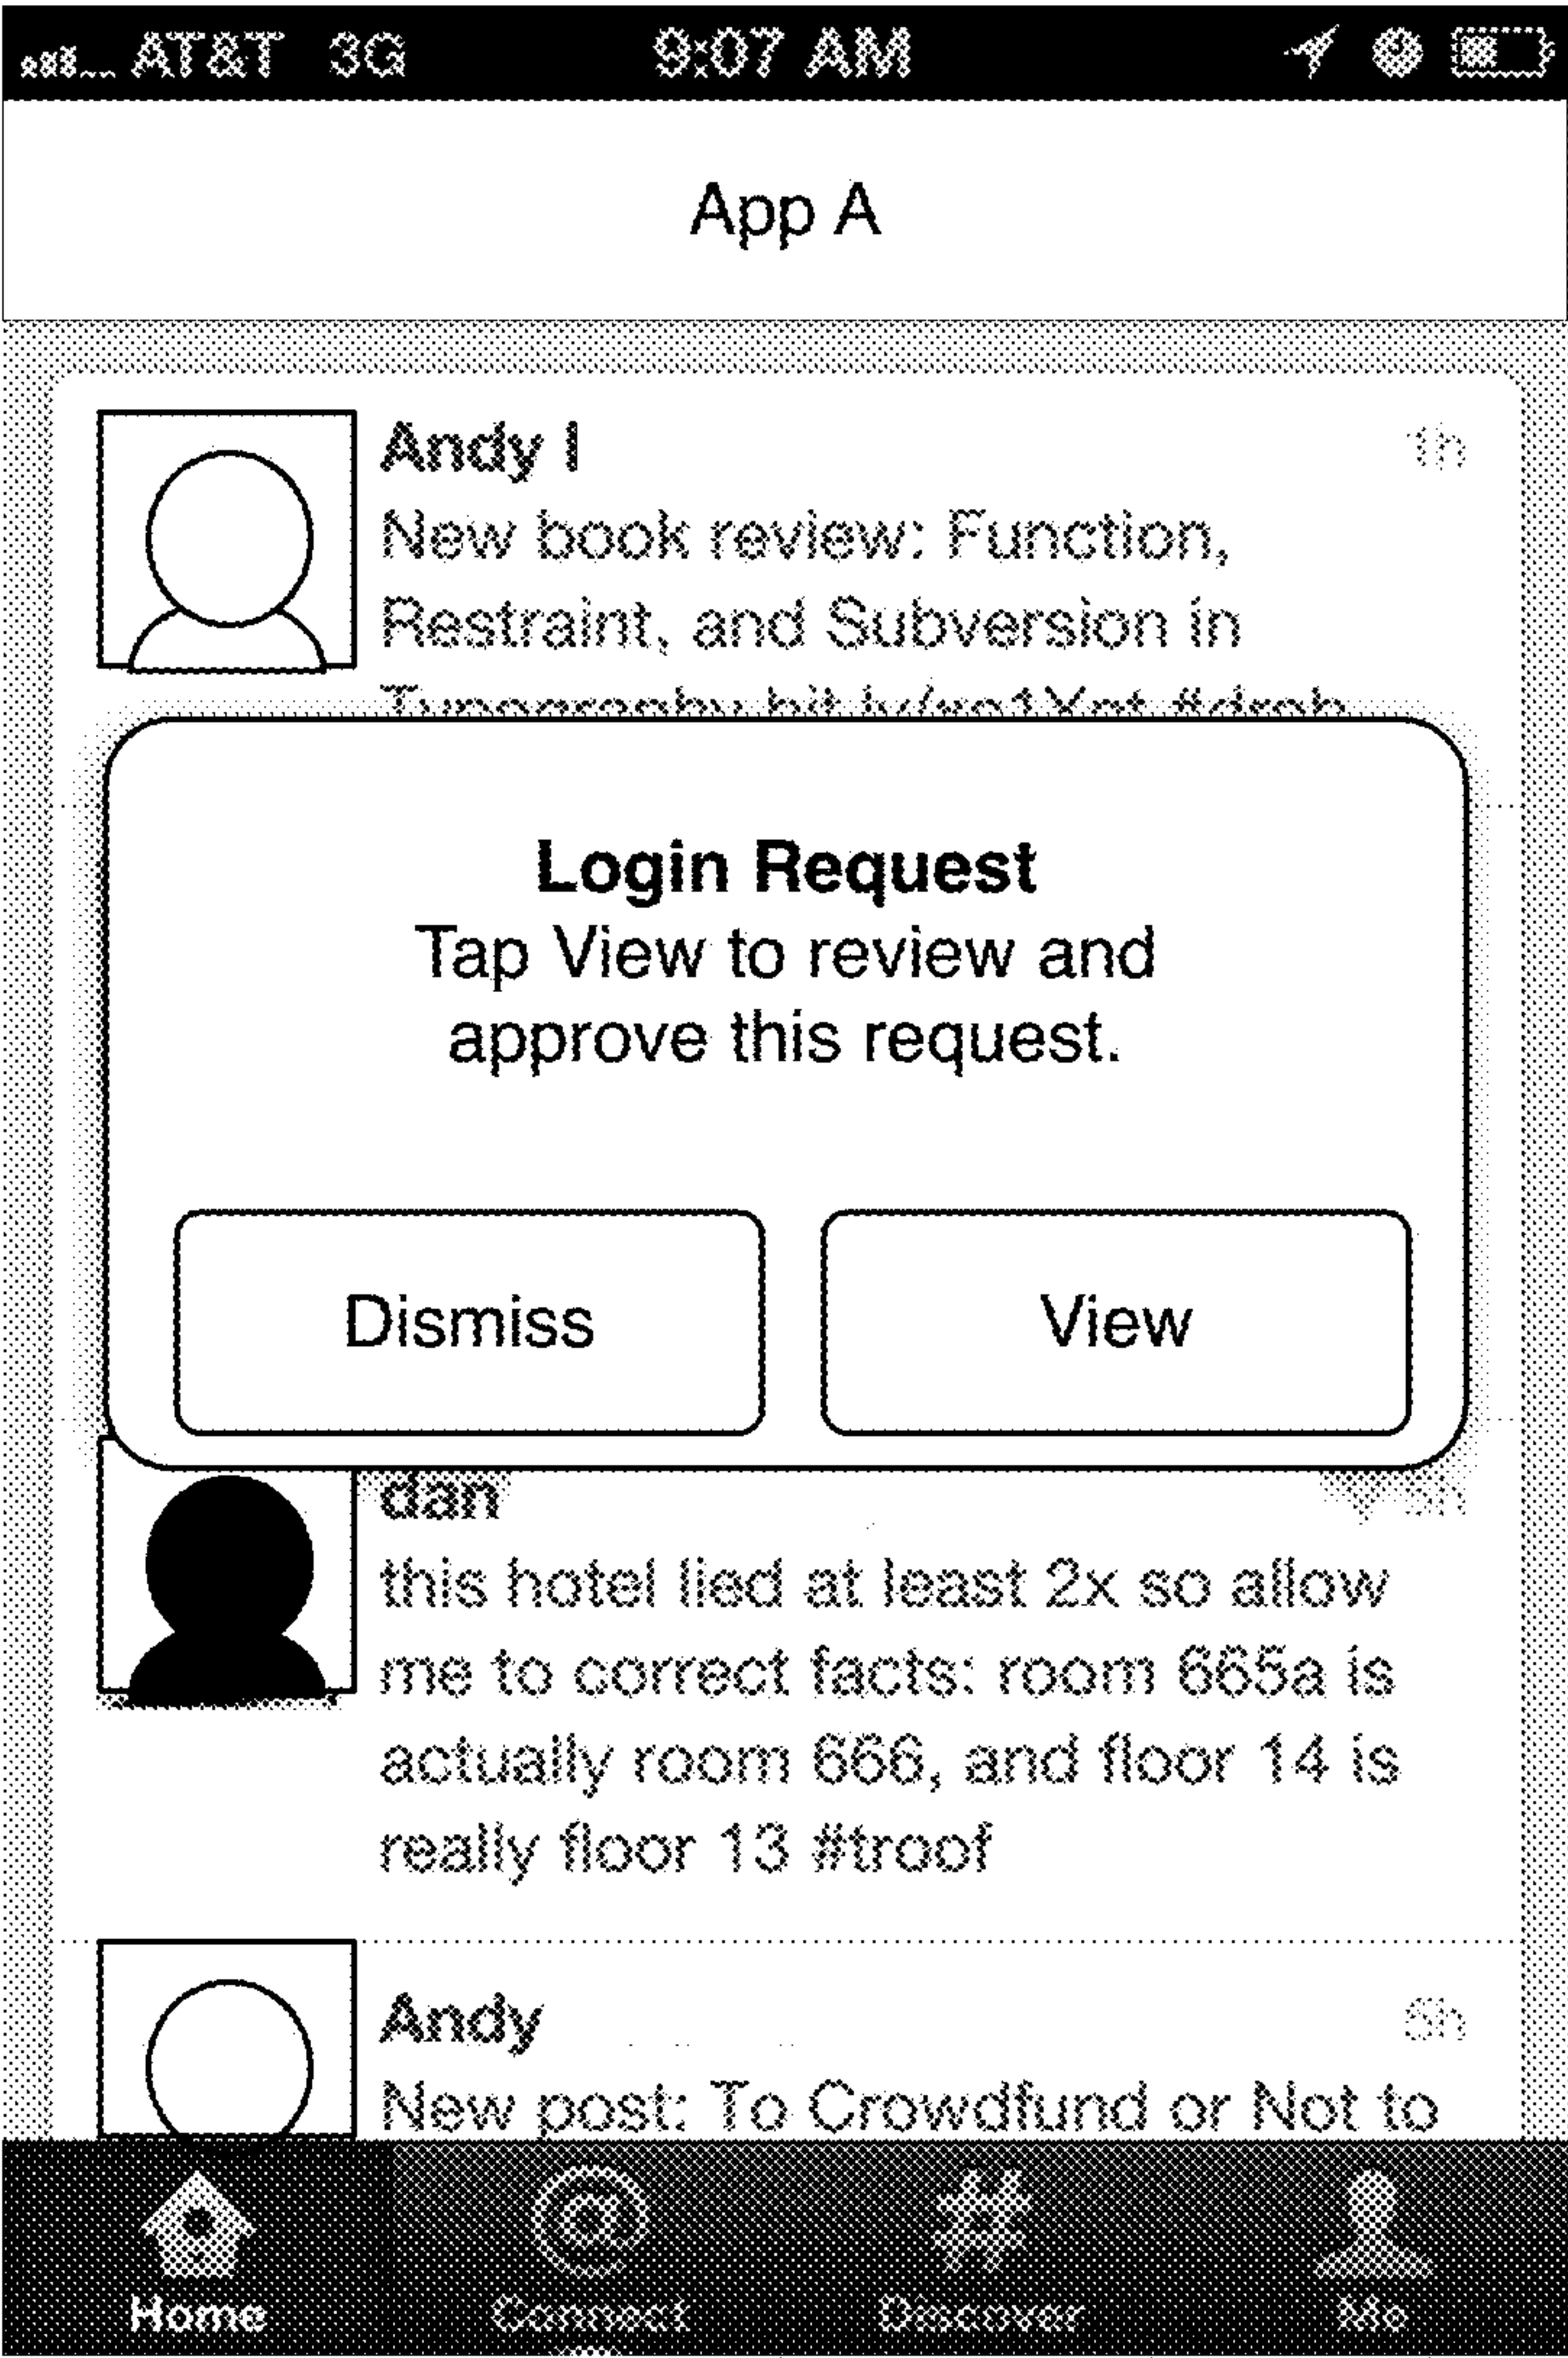 AT&T 3G 9:07 AM
App A
Andy I 1h
New book review: Function,
Restraint, and Subversion in
Typography
Login Request
Tap View to review and
approve this request.
Dismiss View
dan
this hotel lied at least 2x so allow
me to correct facts: room 665a is
actually room 666, and floor 14 is
really floor 13 #troof
Andy 5h
New post: To Crowdfund or Not to
Home Connect Discover Me